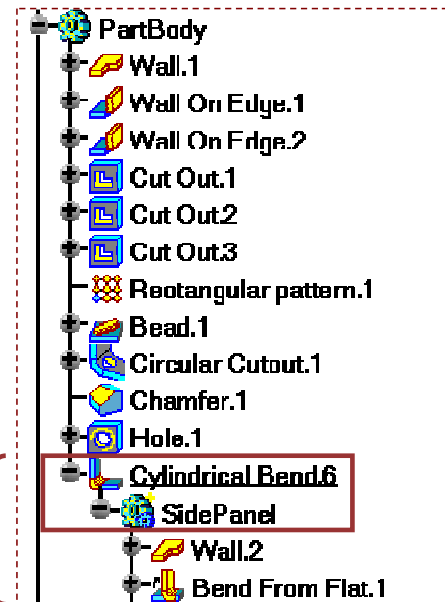 PartBody
Wall.1
Wall On Edge.1
Wall On Edge.2
Cut Out.1
Cut Out.2
Cut Out.3
Rectangular pattern.1
Bead.1
Circular Cutout.1
Chamfer.1
Hole.1
Cylindrical Bend.6
SidePanel
Wall.2
Bend From Flat.1